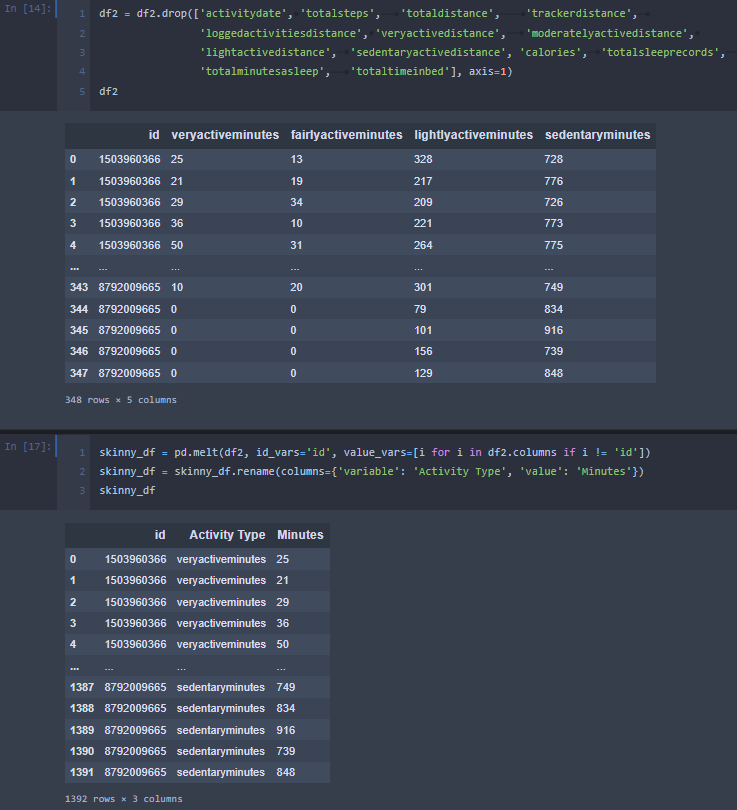 In [14]:
1 df2 = df2.drop(['activitydate', 'totalsteps', 'totaldistance', 'trackerdistance',
2 'loggedactivitiesdistance', 'veryactivedistance', 'moderatelyactivedistance',
3 'lightactivedistance', 'sedentaryactivedistance', 'calories', 'totalsleeprecords',
4 'totalminutesasleep', 'totaltimeinbed'], axis=1)
5 df2
id veryactiveminutes fairlyactiveminutes lightlyactiveminutes sedentaryminutes
0 1503960366 25 13 328 728
1 1503960366 21 19 217 776
2 1503960366 29 34 209 726
3 1503960366 36 10 221 773
4 1503960366 50 31 264 775
... ... ... ... ... ...
343 8792009665 10 20 301 749
344 8792009665 0 0 79 834
345 8792009665 0 0 101 916
346 8792009665 0 0 156 739
347 8792009665 0 0 129 848
348 rows × 5 columns
In [17]:
1 skinny_df = pd.melt(df2, id_vars='id', value_vars=[i for i in df2.columns if i != 'id'])
2 skinny_df = skinny_df.rename(columns={'variable': 'Activity Type', 'value': 'Minutes'})
3 skinny_df
id Activity Type Minutes
0 1503960366 veryactiveminutes 25
1 1503960366 veryactiveminutes 21
2 1503960366 veryactiveminutes 29
3 1503960366 veryactiveminutes 36
4 1503960366 veryactiveminutes 50
... ... ... ...
1387 8792009665 sedentaryminutes 749
1388 8792009665 sedentaryminutes 834
1389 8792009665 sedentaryminutes 916
1390 8792009665 sedentaryminutes 739
1391 8792009665 sedentaryminutes 848
1392 rows × 3 columns